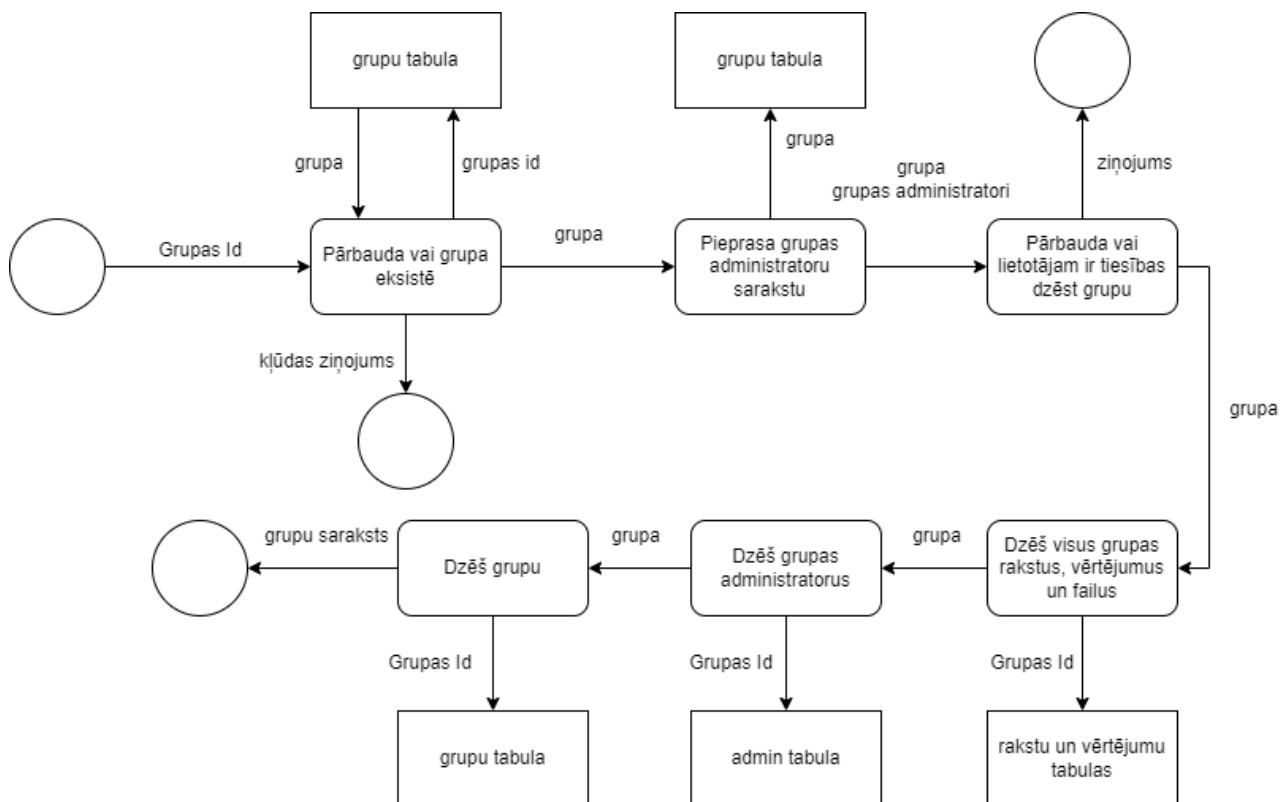 grupu tabula
grupu tabula
grupa
grupas id
grupa
grupa
grupas administratori
ziņojums
Grupas Id
Pārbauda vai grupa
eksistē
grupa
Pieprasa grupas
administratoru
sarakstu
Pārbauda vai
lietotājam ir tiesības
dzēst grupu
kļūdas ziņojums
grupa
grupu saraksts
Dzēš grupu
grupa
Dzēš grupas
administratorus
grupa
Dzēš visus grupas
rakstus, vērtējumus
un failus
Grupas Id
Grupas Id
Grupas Id
grupu tabula
admin tabula
rakstu un vērtējumu
tabulas